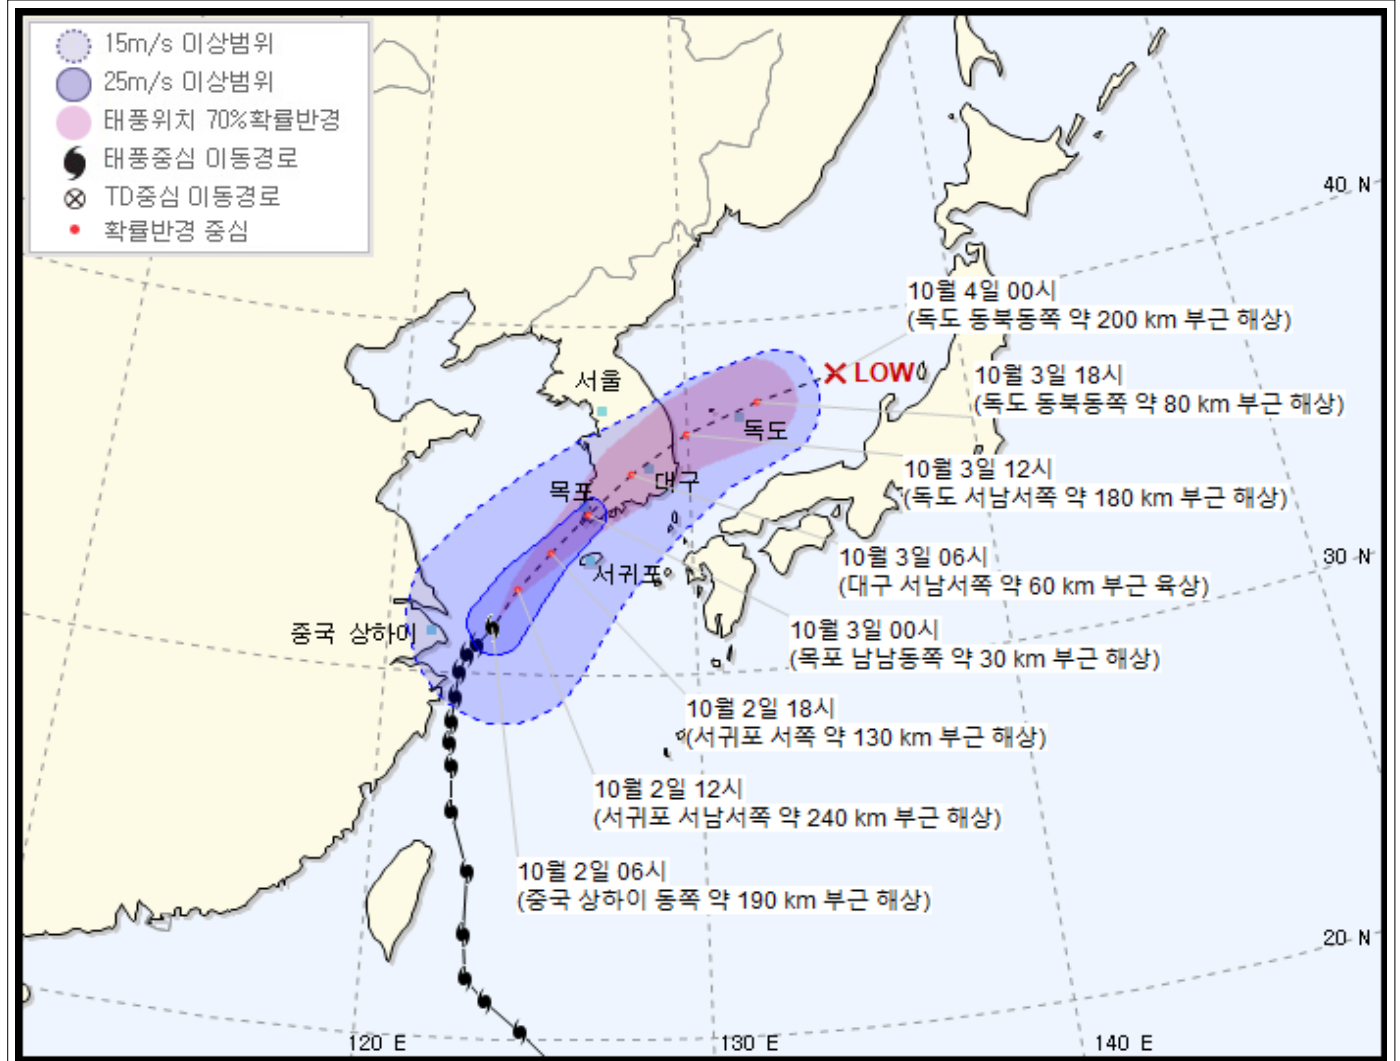 15m/s 이상범위
25m/s 이상범위
태풍위치 70%확률반경
태풍중심 이동경로
TD중심 이동경로
확률반경 중심
40 N
10월 4일 00시
(독도 동북동쪽 약 200 km 부근 해상)
LOW
10월 3일 18시
(독도 동북동쪽 약 80 km 부근 해상)
서울
독도
10월 3일 12시
(독도 서남서쪽 약 180 km 부근 해상)
대구
목포
30 N
10월 3일 06시
(대구 서남서쪽 약 60 km 부근 육상)
서귀포
중국 상하이
10월 3일 00시
(목포 남남동쪽 약 30 km 부근 해상)
10월 2일 18시
(서귀포 서쪽 약 130 km 부근 해상)
10월 2일 12시
(서귀포 서남서쪽 약 240 km 부근 해상)
10월 2일 06시
(중국 상하이 동쪽 약 190 km 부근 해상)
20 N
120 E
130 E
140 E